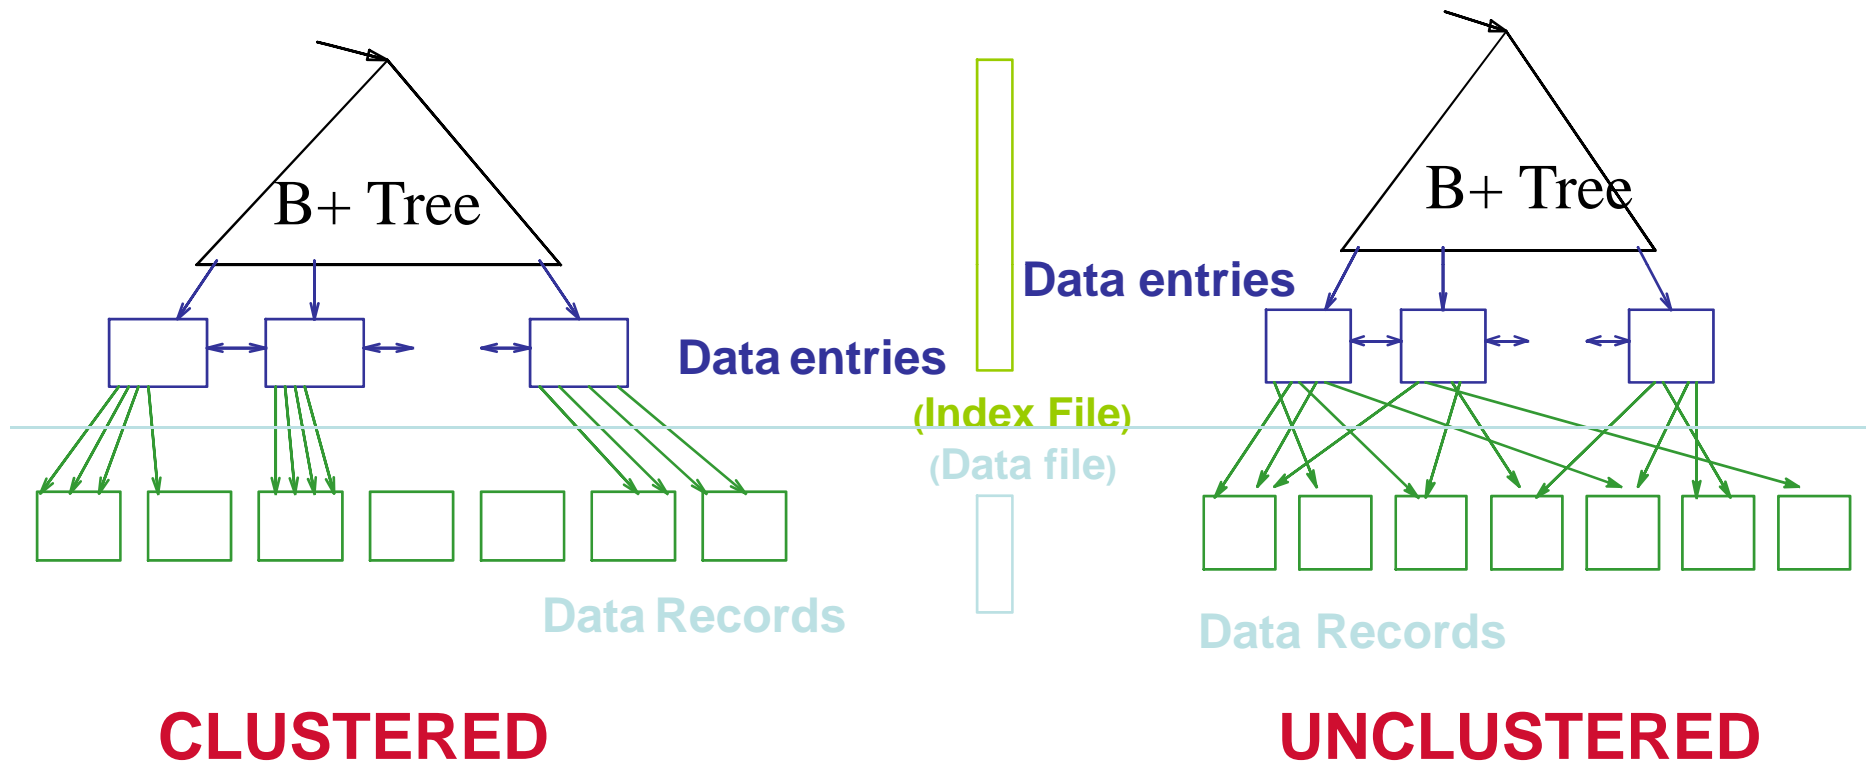 B+ Tree
B+ Tree
Data entries
Data entries
(Index File)
(Data file)
Data Records
Data Records
CLUSTERED
UNCLUSTERED